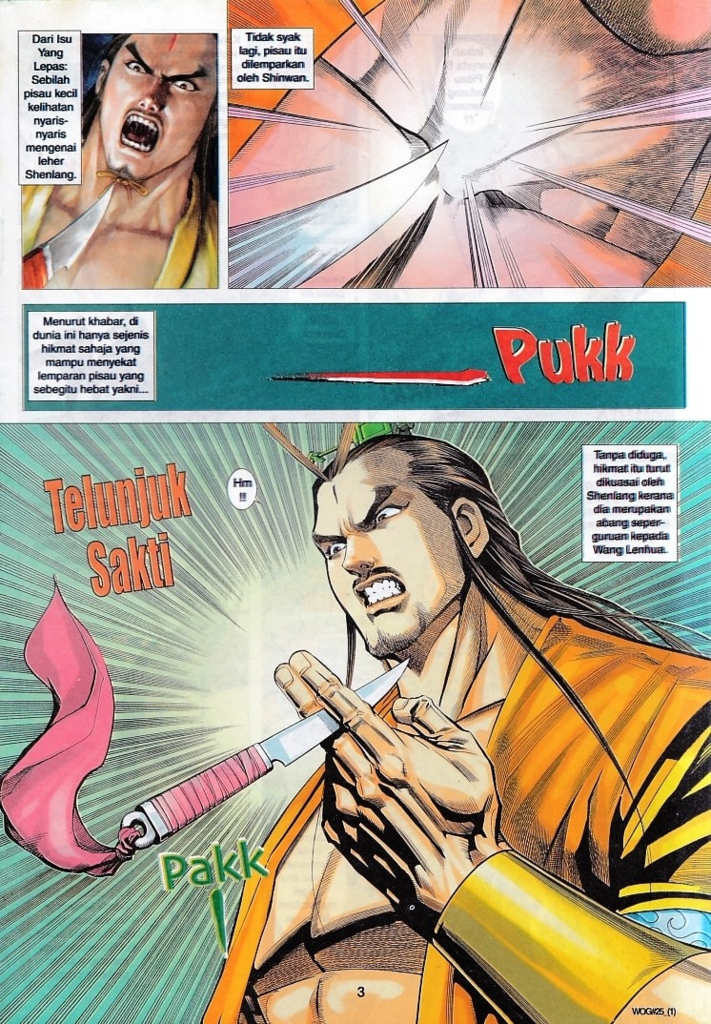 Dari Isu
Yang
Lepas:
Sebilah
pisau kecil
kelihatan
nyaris-
nyaris
mengenai
leher
Shenlang.
Tidak syak
lagi, pisau itu
dilemparkan
oleh Shinwan.
Menurut khabar, di
dunia ini hanya sejenis
hikmat sahaja yang
mampu menyekat
lemparan pisau yang
sebegitu hebat yakni...
Pukk
Telunjuk
Sakti
Hm
!!
Tanpa diduga,
hikmat itu turut
dikuasai oleh
Shenlang kerana
dia merupakan
abang seper-
guruan kepada
Wang Lenhua.
Pakk
!
3
WOG#25_(1)